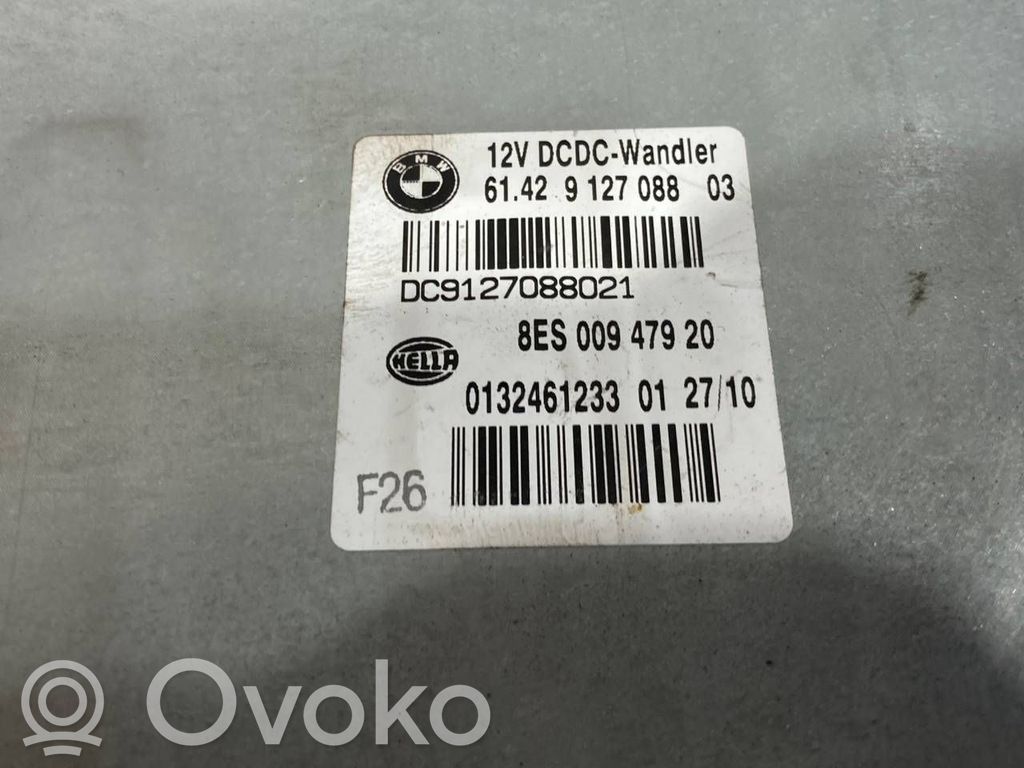 BMW
12V DCDC-Wandler
61.42 9 127 088 03
DC9127088021
8ES 009 479 20
HELLA
0132461233 01 27/10
F26
Ovoko